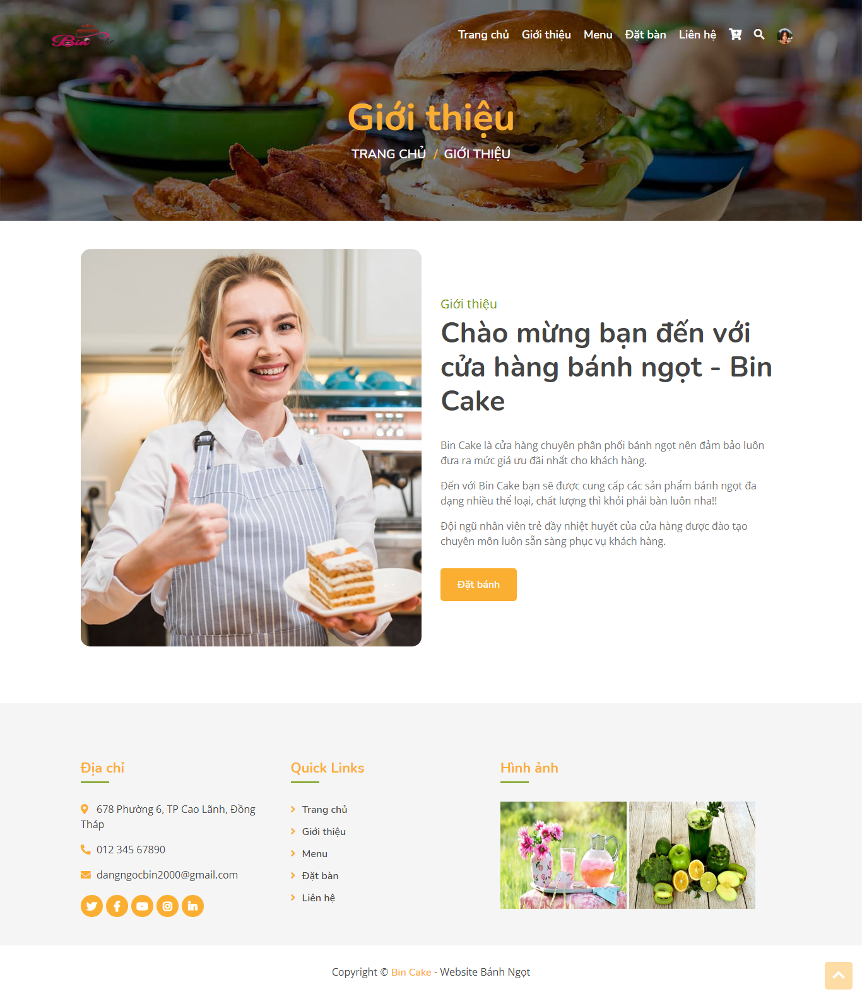 Bin Cake
Trang chủ Giới thiệu Menu Đặt bàn Liên hệ
Giới thiệu
TRANG CHỦ / GIỚI THIỆU
Giới thiệu
Chào mừng bạn đến với
cửa hàng bánh ngọt - Bin
Cake
Bin Cake là cửa hàng chuyên phân phối bánh ngọt nên đảm bảo luôn
đưa ra mức giá ưu đãi nhất cho khách hàng.
Đến với Bin Cake bạn sẽ được cung cấp các sản phẩm bánh ngọt đa
dạng nhiều thể loại, chất lượng thì khỏi phải bàn luôn nha!!
Đội ngũ nhân viên trẻ đầy nhiệt huyết của cửa hàng được đào tạo
chuyên môn luôn sẵn sàng phục vụ khách hàng.
Đặt bánh
Địa chỉ
678 Phường 6, TP Cao Lãnh, Đồng
Tháp
012 345 67890
dangngocbin2000@gmail.com
Quick Links
Trang chủ
Giới thiệu
Menu
Đặt bàn
Liên hệ
Hình ảnh
Copyright © Bin Cake - Website Bánh Ngọt